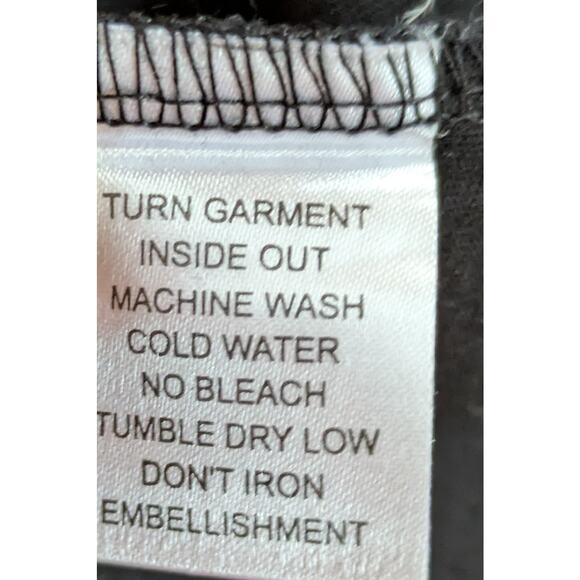 TURN GARMENT
INSIDE OUT
MACHINE WASH
COLD WATER
NO BLEACH
TUMBLE DRY LOW
DON'T IRON
EMBELLISHMENT